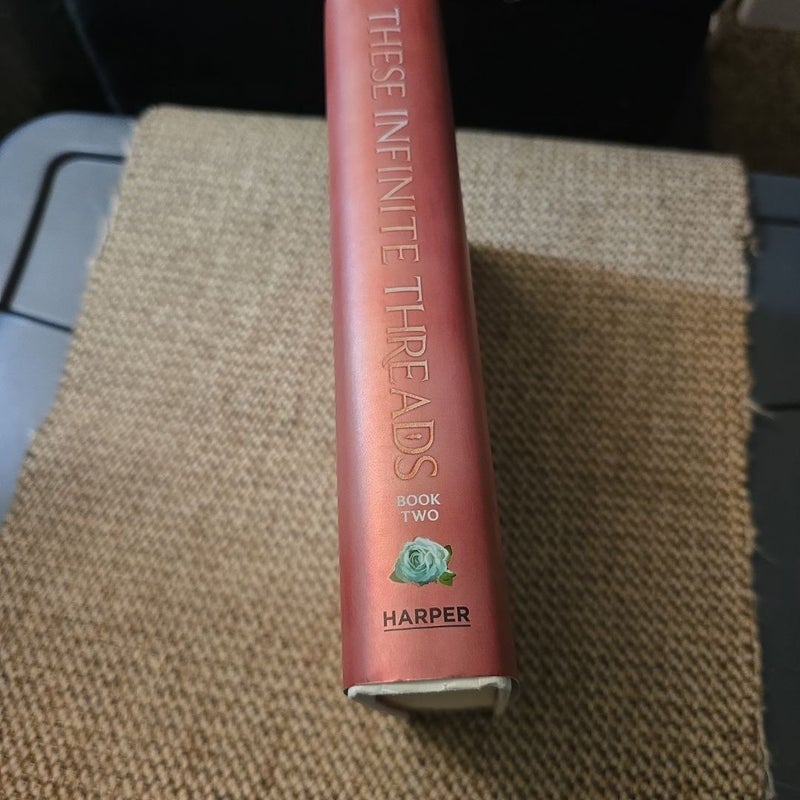 THESE INFINITE THREADS
BOOK
TWO
HARPER